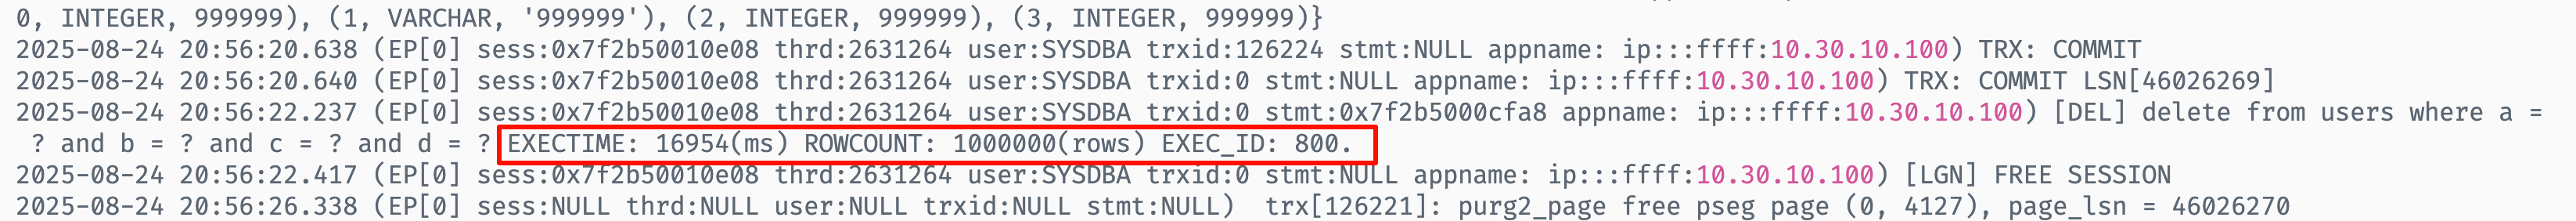 0, INTEGER, 999999), (1, VARCHAR, '999999'), (2, INTEGER, 999999), (3, INTEGER, 999999)}
2025-08-24 20:56:20.638 (EP[0] sess:0x7f2b50010e08 thrd:2631264 user:SYSDBA trxid:126224 stmt:NULL appname: ip:::ffff:10.30.10.100) TRX: COMMIT
2025-08-24 20:56:20.640 (EP[0] sess:0x7f2b50010e08 thrd:2631264 user:SYSDBA trxid:0 stmt:NULL appname: ip:::ffff:10.30.10.100) TRX: COMMIT LSN[46026269]
2025-08-24 20:56:22.237 (EP[0] sess:0x7f2b50010e08 thrd:2631264 user:SYSDBA trxid:0 stmt:0x7f2b5000cfa8 appname: ip:::ffff:10.30.10.100) [DEL] delete from users where a =
? and b = ? and c = ? and d = ? EXECTIME: 16954(ms) ROWCOUNT: 1000000(rows) EXEC_ID: 800.
2025-08-24 20:56:22.417 (EP[0] sess:0x7f2b50010e08 thrd:2631264 user:SYSDBA trxid:0 stmt:NULL appname: ip:::ffff:10.30.10.100) [LGN] FREE SESSION
2025-08-24 20:56:26.338 (EP[0] sess:NULL thrd:NULL user:NULL trxid:NULL stmt:NULL)  trx[126221]: purg2_page free pseg page (0, 4127), page_lsn = 46026270